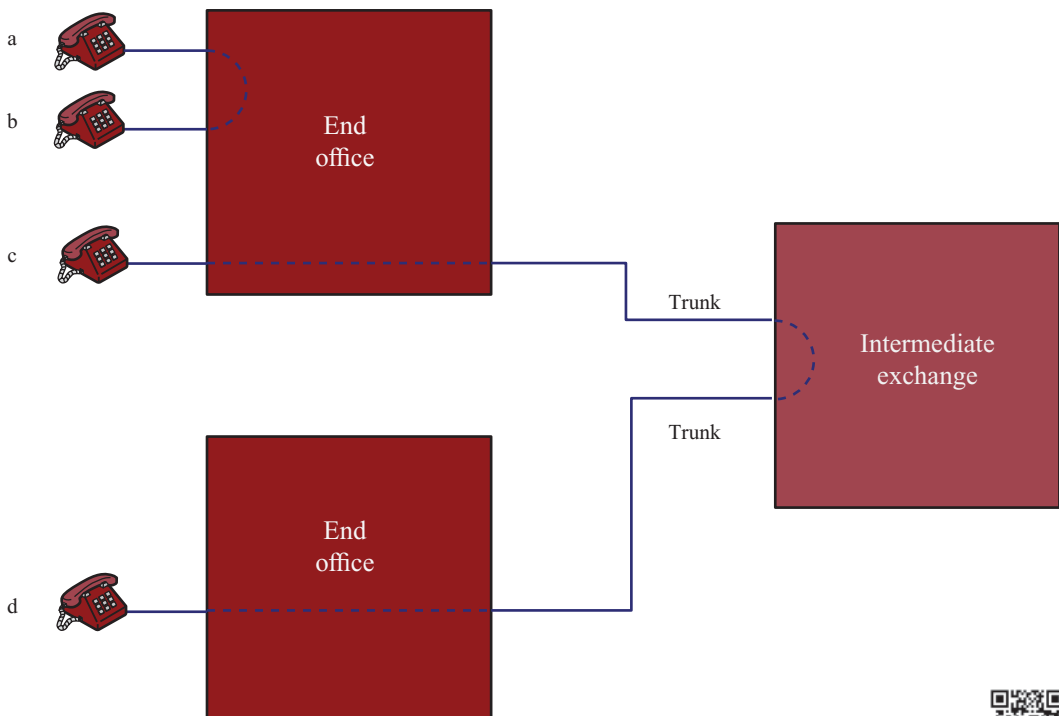 a
b
End
office
c
Trunk
Intermediate
exchange
Trunk
End
office
d